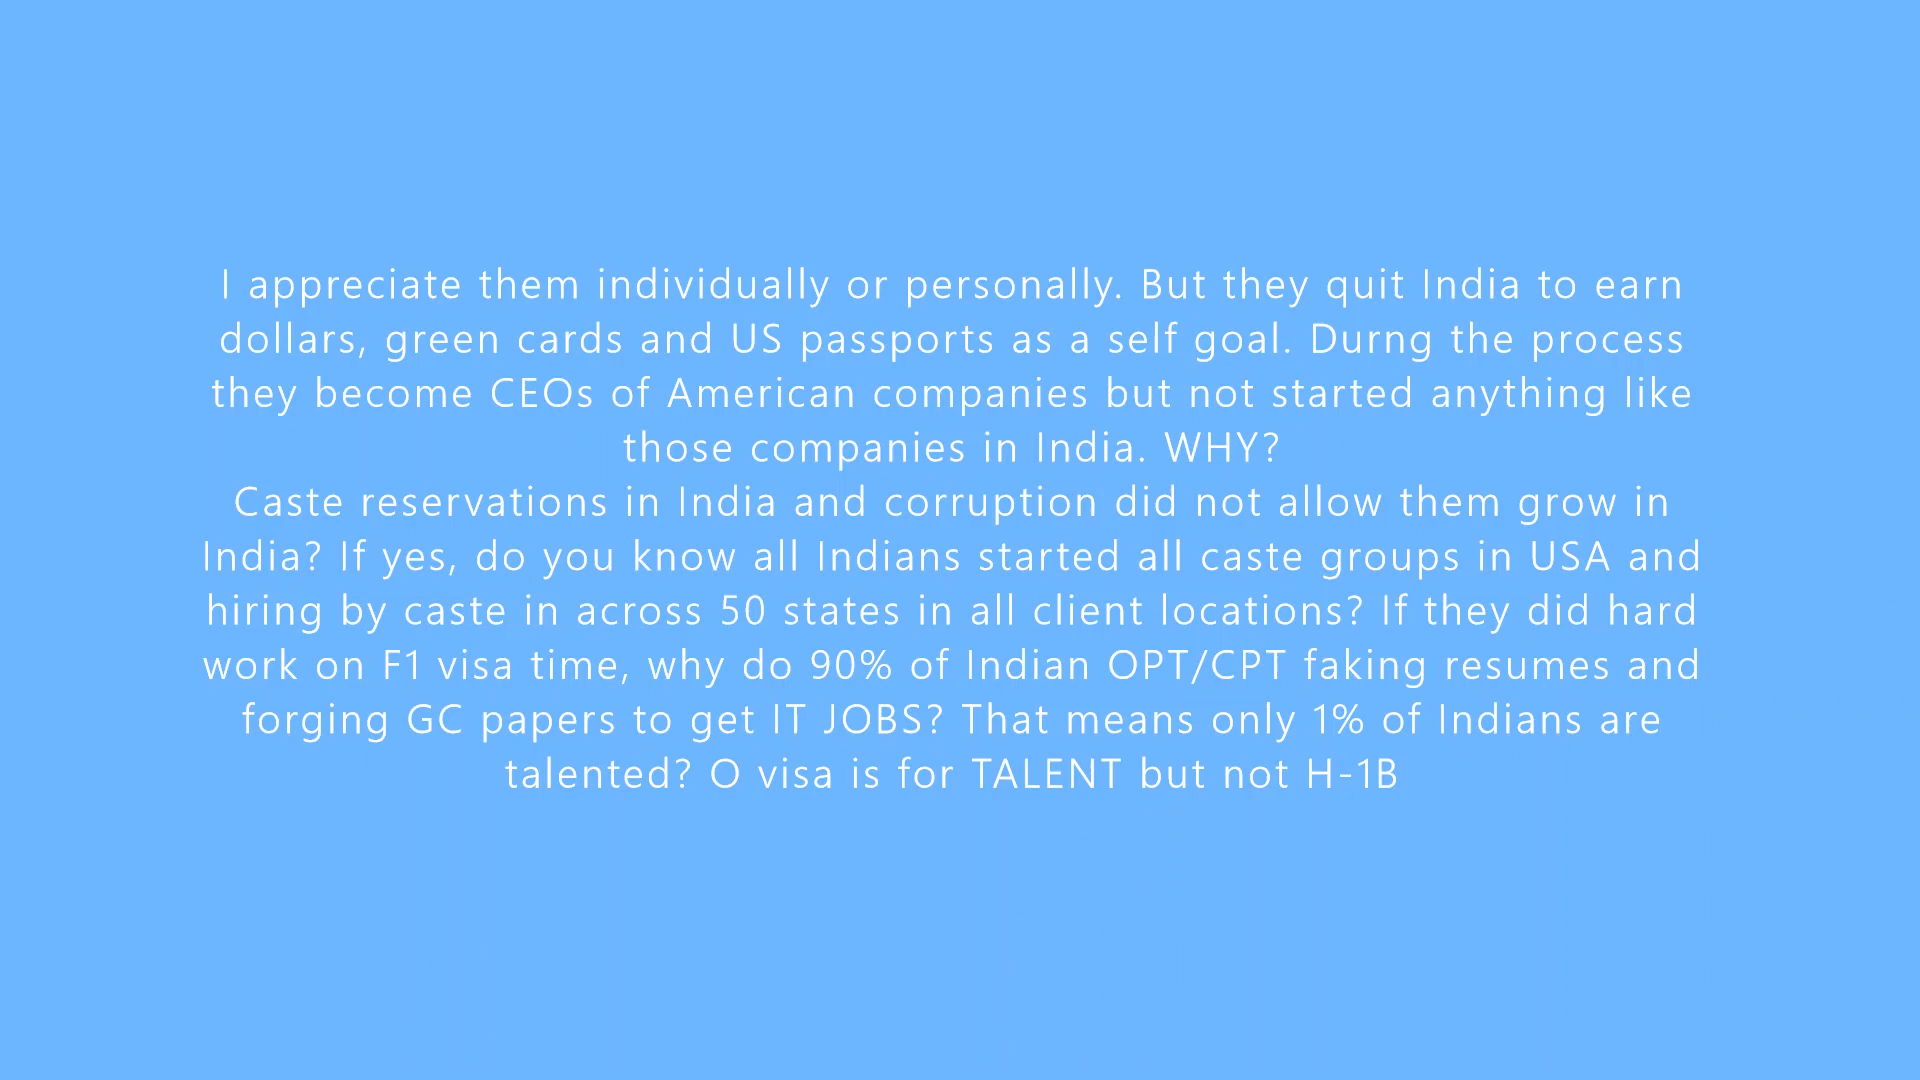 I appreciate them individually or personally. But they quit India to earn
dollars, green cards and US passports as a self goal. Durng the process
they become CEOs of American companies but not started anything like
those companies in India. WHY?
Caste reservations in India and corruption did not allow them grow in
India? If yes, do you know all Indians started all caste groups in USA and
hiring by caste in across 50 states in all client locations? If they did hard
work on F1 visa time, why do 90% of Indian OPT/CPT faking resumes and
forging GC papers to get IT JOBS? That means only 1% of Indians are
talented? O visa is for TALENT but not H-1B